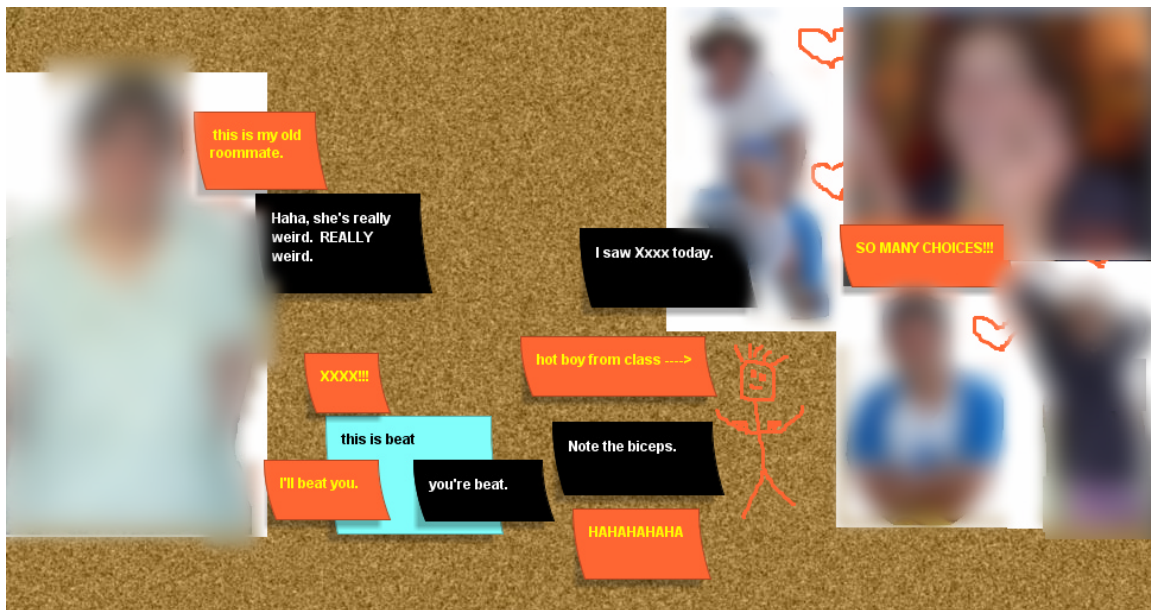 this is my old
roommate.
Haha, she's really
weird.  REALLY
weird.
I saw Xxxx today.
SO MANY CHOICES!!!
XXXX!!!
this is beat
I'll beat you.
you're beat.
hot boy from class ---->
Note the biceps.
HAHAHAHAHA